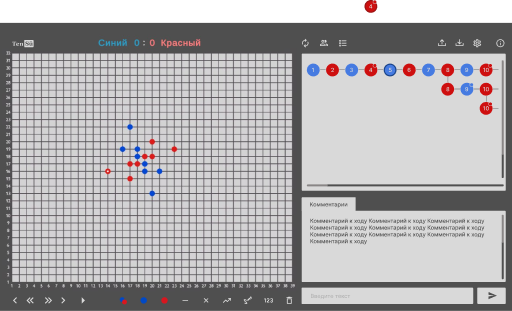 4
Тен
Синий 0 : 0 Красный
1 2 3 4 5 6 7 8 9 10
8 9 10
10
Комментарии
Комментарий к ходу Комментарий к ходу Комментарий к ходу
Комментарий к ходу Комментарий к ходу Комментарий к ходу
Комментарий к ходу Комментарий к ходу Комментарий к ходу
Комментарий к ходу
Введите текст
123